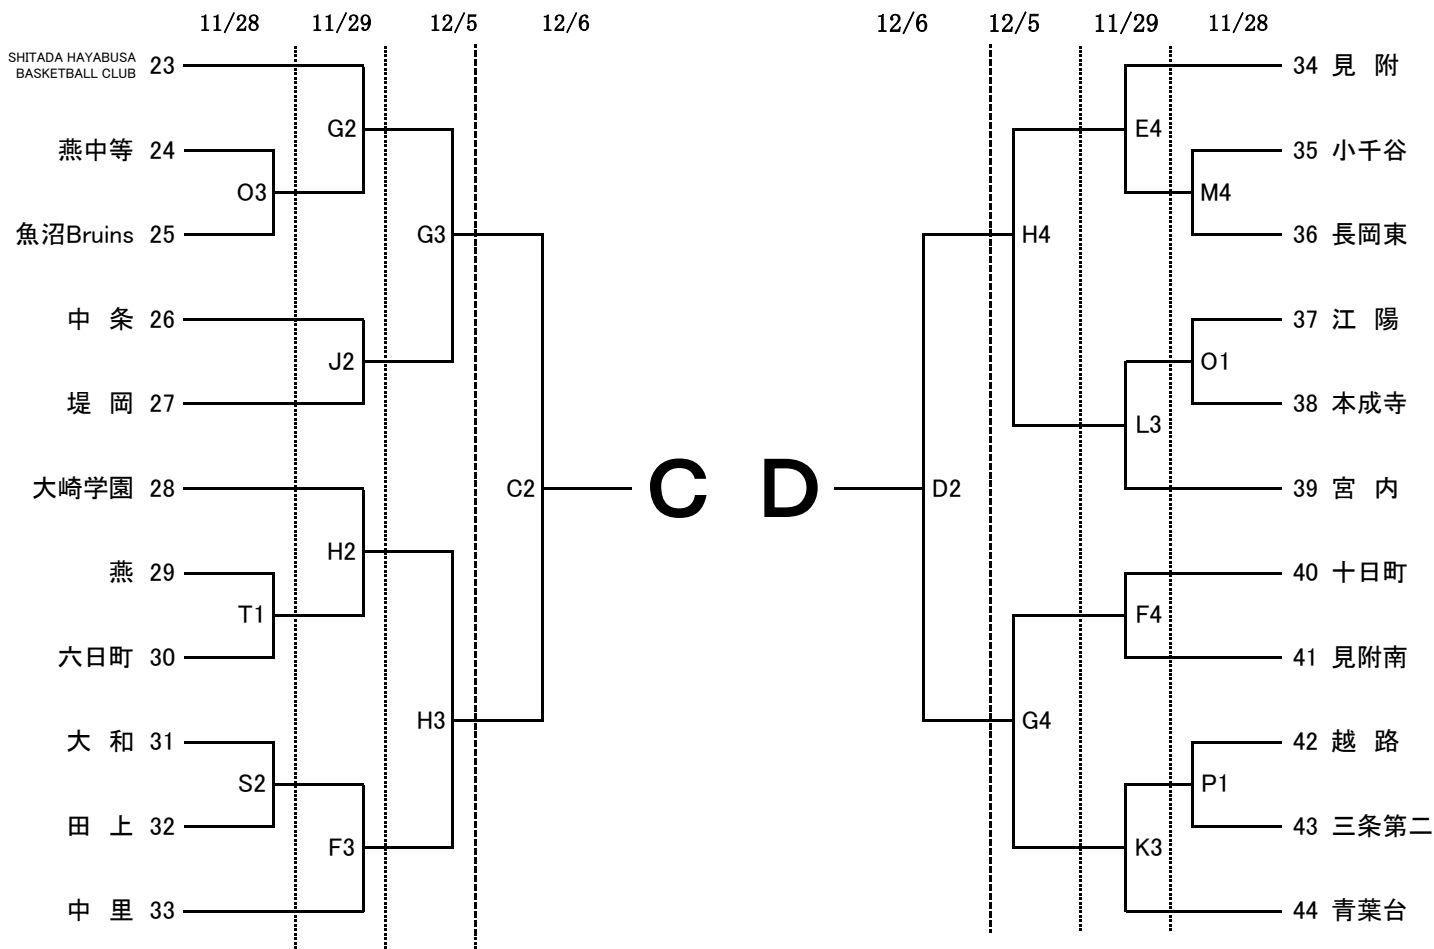 11/28 11/29 12/5 12/6 12/6 12/5 11/29 11/28
SHITADA HAYABUSA
BASKETBALL CLUB
23
34 見 附
G2
E4
燕中等 24
35 小千谷
O3
M4
魚沼Bruins 25
G3
H4
36 長岡東
中 条 26
37 江 陽
J2
O1
堤 岡 27
38 本成寺
L3
大崎学園 28
C2
C
D
D2
39 宮 内
H2
燕 29
40 十日町
T1
F4
六日町 30
41 見附南
H3
G4
大 和 31
42 越 路
S2
P1
田 上 32
43 三条第二
F3
K3
中 里 33
44 青葉台